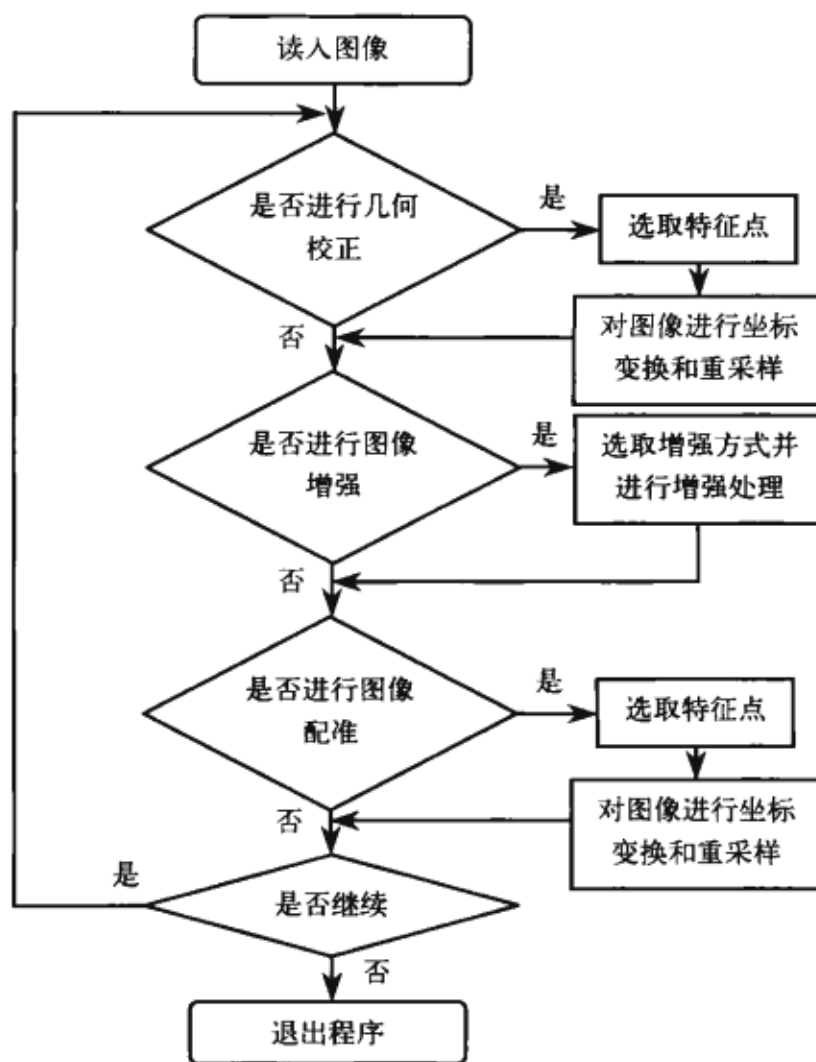 读入图像
是否进行几何
校正
是
选取特征点
对图像进行坐标
变换和重采样
否
是否进行图像
增强
是
选取增强方式并
进行增强处理
否
是否进行图像
配准
是
选取特征点
对图像进行坐标
变换和重采样
否
是
是否继续
否
退出程序